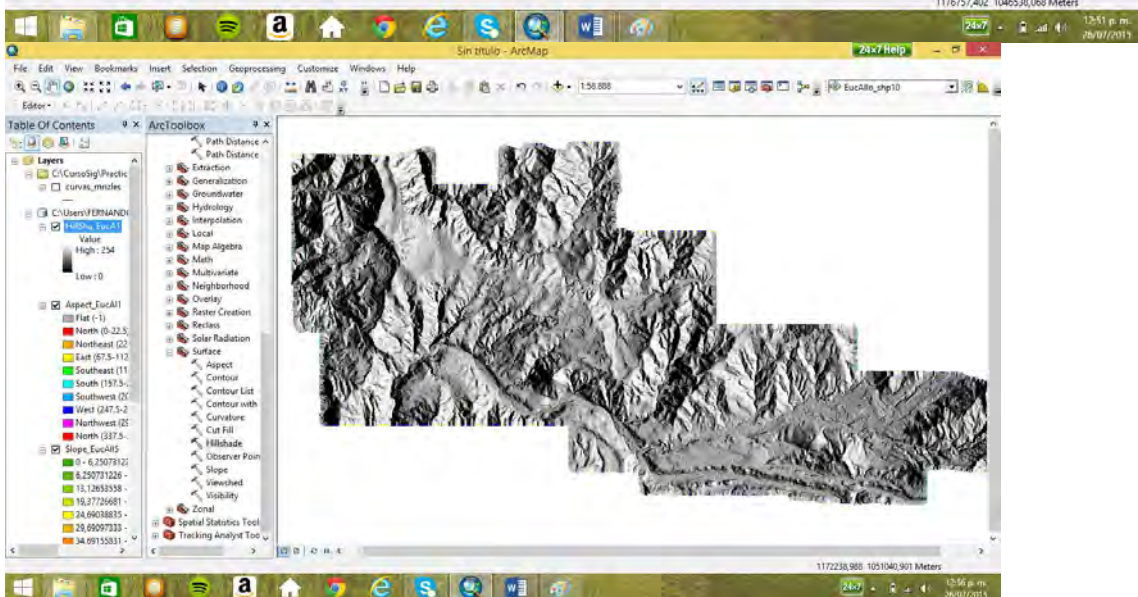 1176757,402 1046538,068 Meters
24x7
12:51 p. m.
26/07/2015
Sin título - ArcMap
24x7 Help
File Edit View Bookmarks Insert Selection Geoprocessing Customize Windows Help
1:58.888
EucAllo_shp10
Editor
Table Of Contents
ArcToolbox
Layers
C:\CursoSig\Practic
curvas_mnzles
C:\Users\FERNAND
HillSha_EucA1
Value
High : 254
Low : 0
Aspect_EucAll1
Flat (-1)
North (0-22.5
Northeast (22
East (67.5-112
Southeast (11
South (157.5-
Southwest (20
West (247.5-2
Northwest (29
North (337.5-
Slope_EucAll5
0 - 6,25073122
6,250731226 -
13,12653558 -
19,37726681 -
24,69038835 -
29,69097333 -
34,69155831 -
Path Distance
Path Distance
Extraction
Generalization
Groundwater
Hydrology
Interpolation
Local
Map Algebra
Math
Multivariate
Neighborhood
Overlay
Raster Creation
Reclass
Solar Radiation
Surface
Aspect
Contour
Contour List
Contour with
Curvature
Cut Fill
Hillshade
Observer Poin
Slope
Viewshed
Visibility
Zonal
Spatial Statistics Tool
Tracking Analyst Too
1172238,988 1051040,901 Meters
24x7
12:56 p. m.
26/07/2015